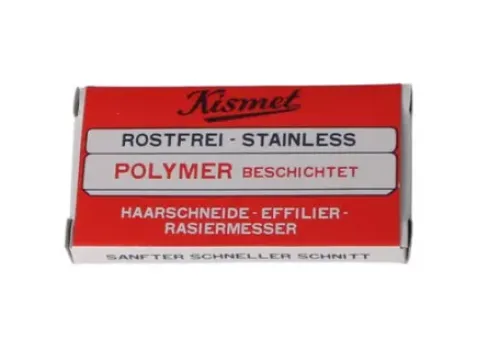 Kismet
ROSTFREI - STAINLESS
POLYMER BESCHICHTET
HAARSCHNEIDE - EFFILIER -
RASIERMESSER
SANFTER SCHNELLER SCHNITT